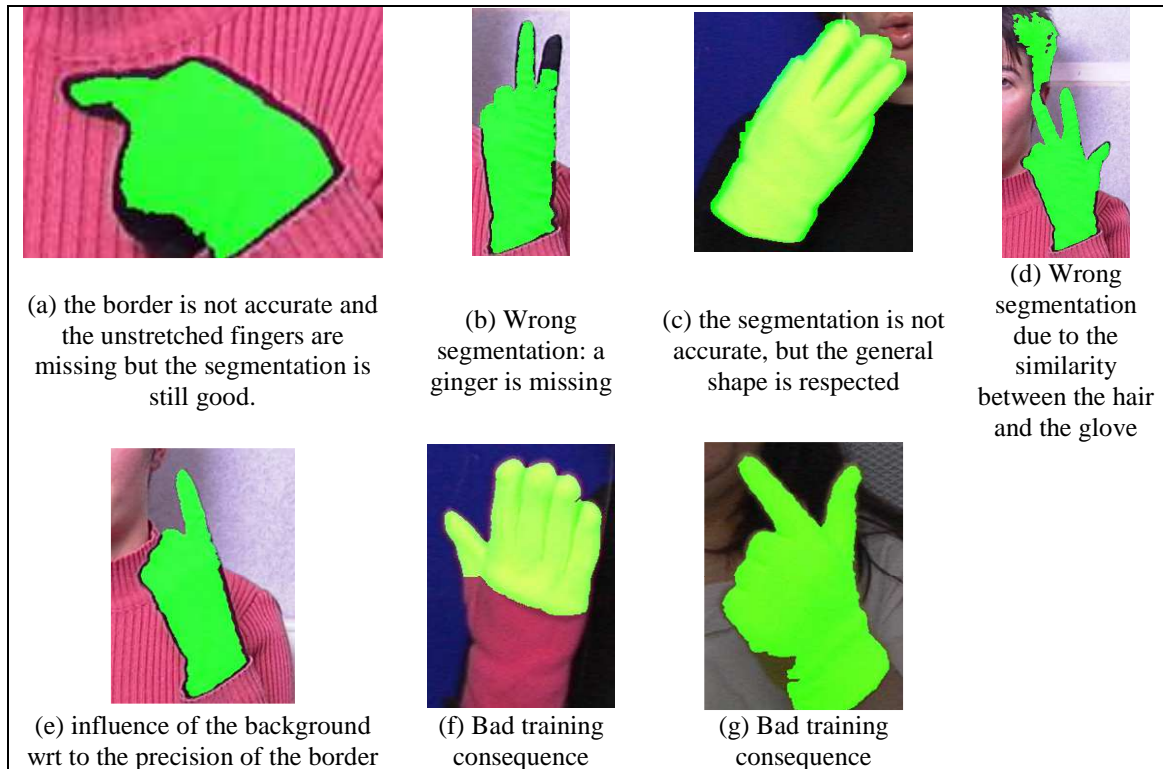 (a) the border is not accurate and
the unstretched fingers are
missing but the segmentation is
still good.
(b) Wrong
segmentation: a
ginger is missing
(c) the segmentation is not
accurate, but the general
shape is respected
(d) Wrong
segmentation
due to the
similarity
between the hair
and the glove
(e) influence of the background
wrt to the precision of the border
(f) Bad training
consequence
(g) Bad training
consequence